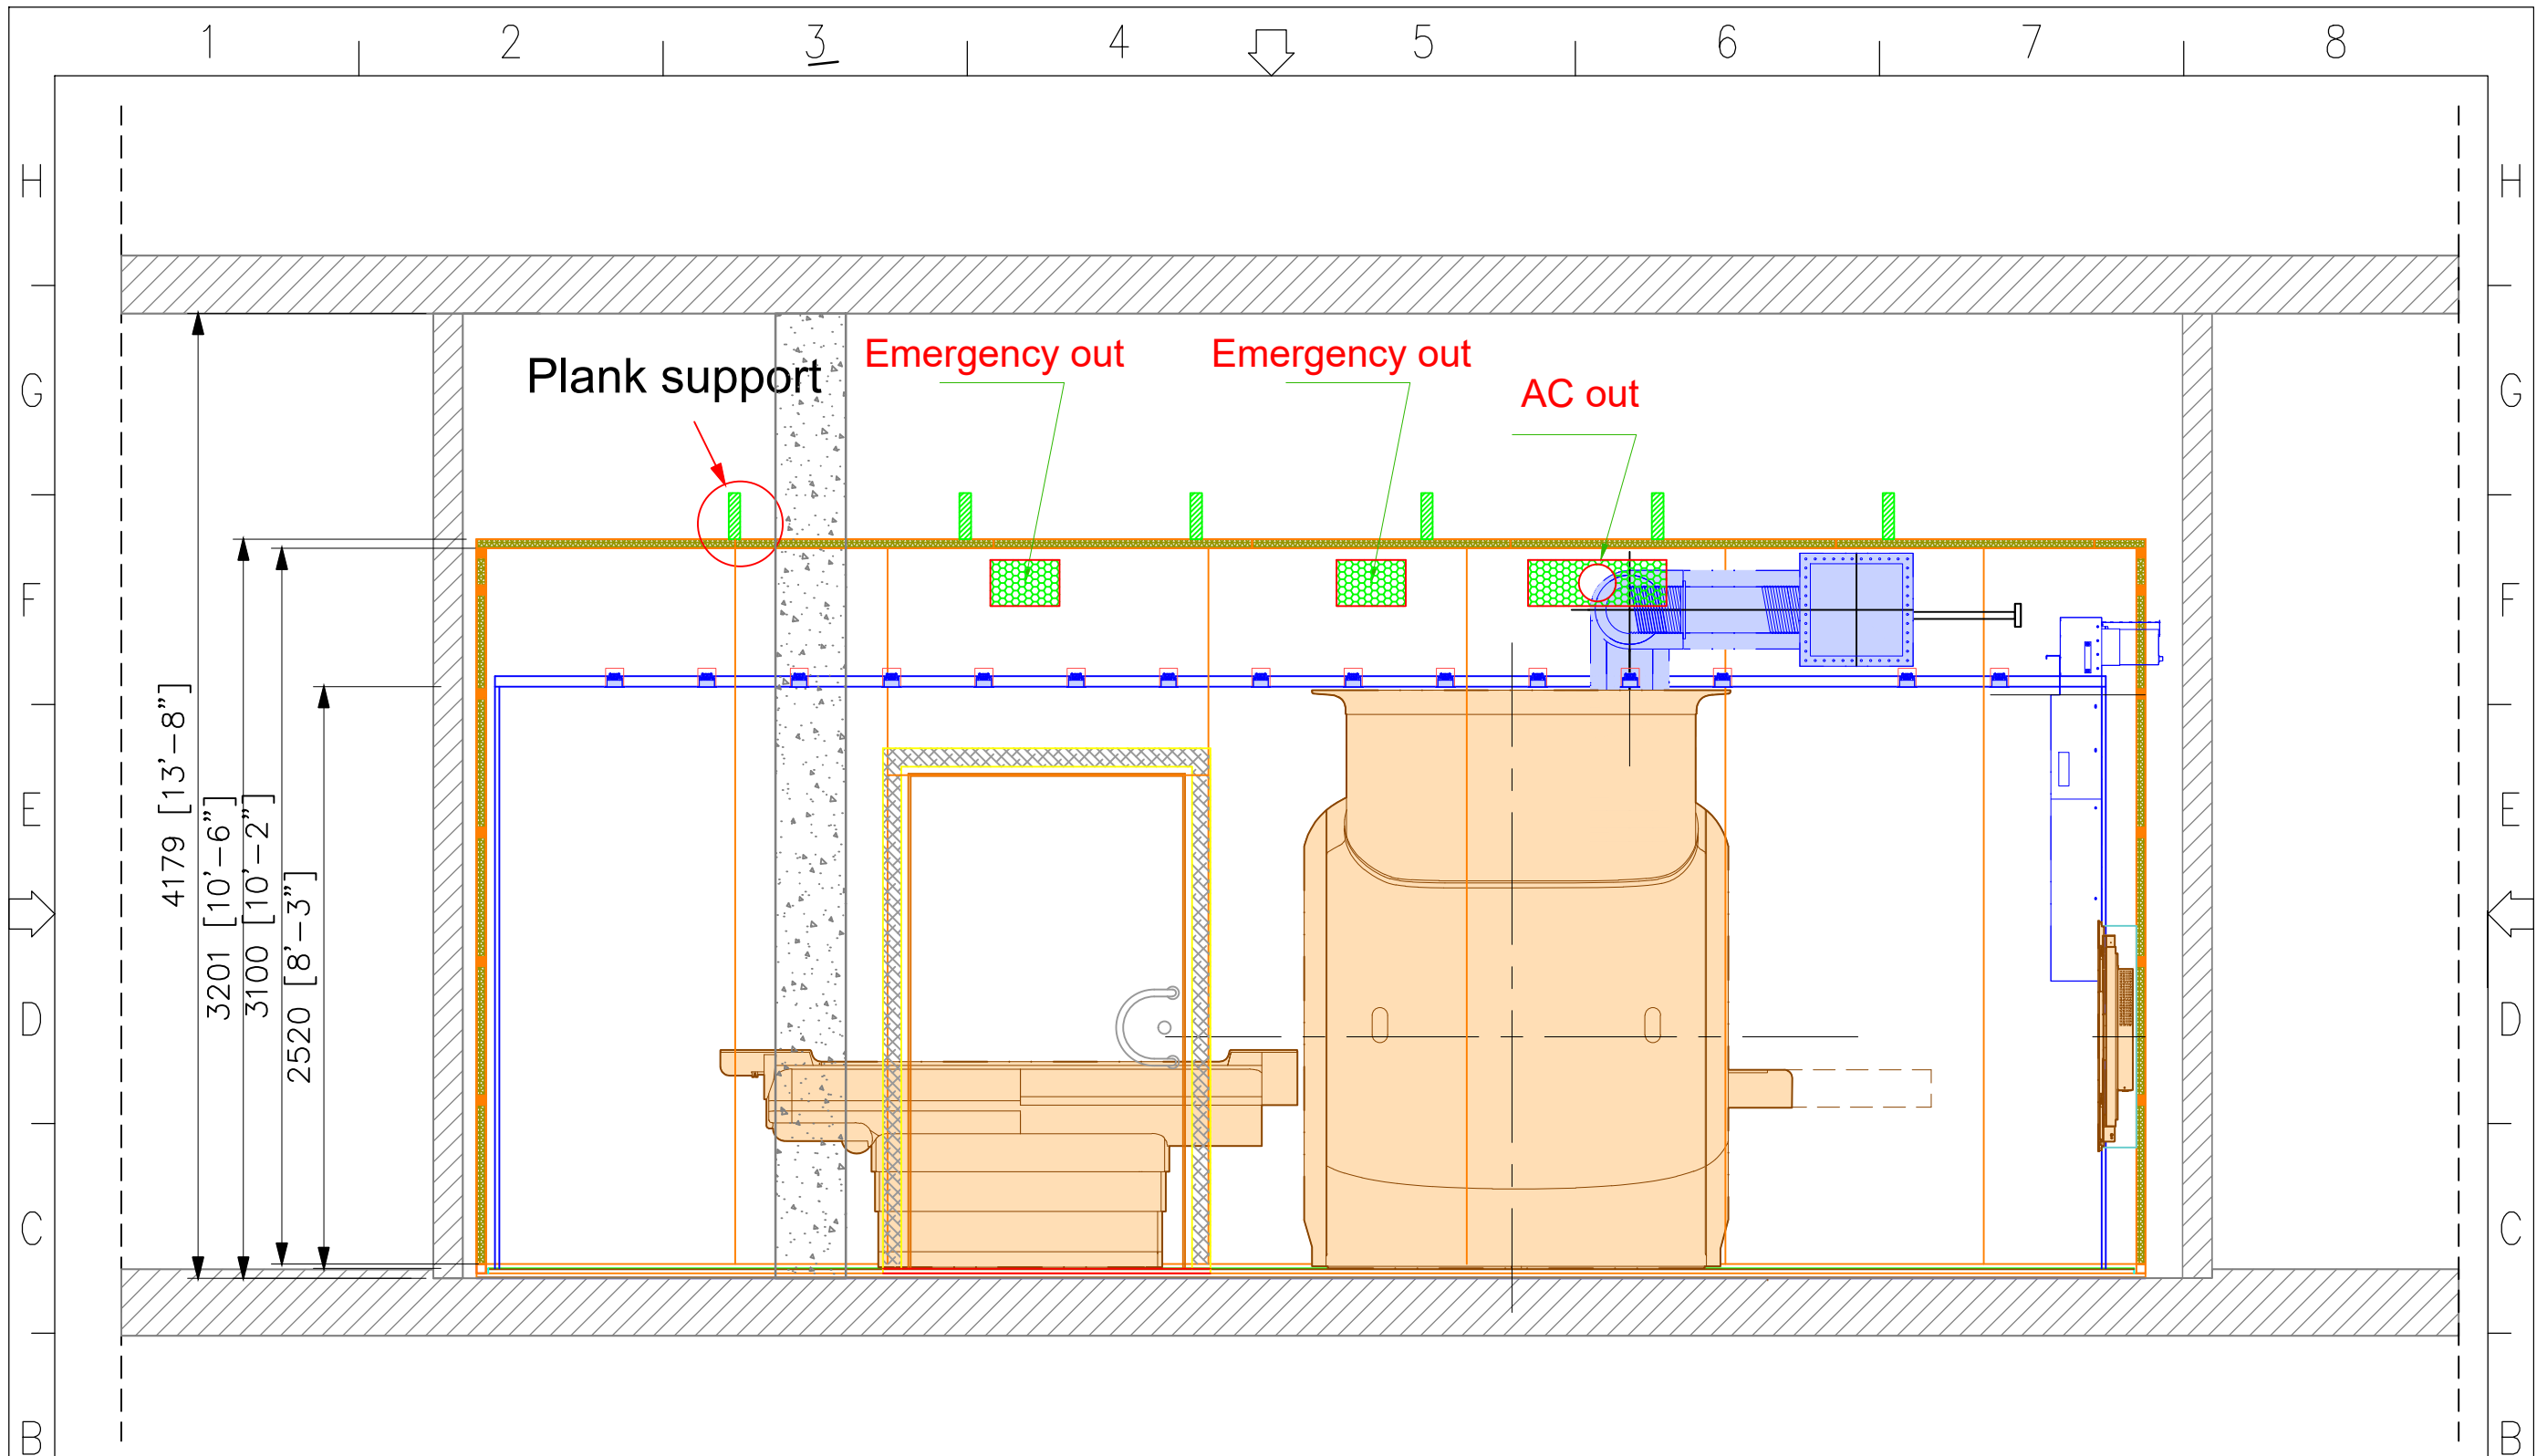 1 2 3 4 5 6 7 8
H H
Emergency out Emergency out
Plank support
AC out
G G
F F
4179 [13'-8"]
3201 [10'-6"]
3100 [10'-2"]
2520 [8'-3"]
E E
D D
C C
B B